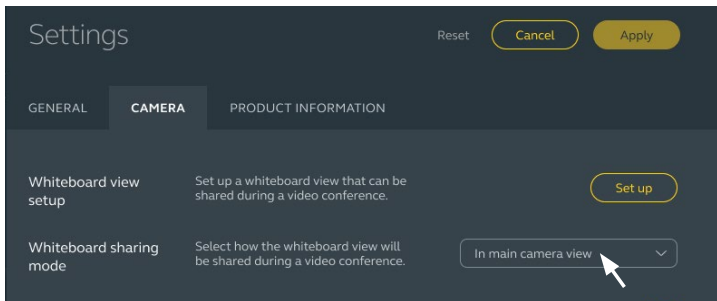 Settings
Reset
Cancel
Apply
GENERAL
CAMERA
PRODUCT INFORMATION
Whiteboard view
setup
Set up a whiteboard view that can be
shared during a video conference.
Set up
Whiteboard sharing
mode
Select how the whiteboard view will
be shared during a video conference.
In main camera view